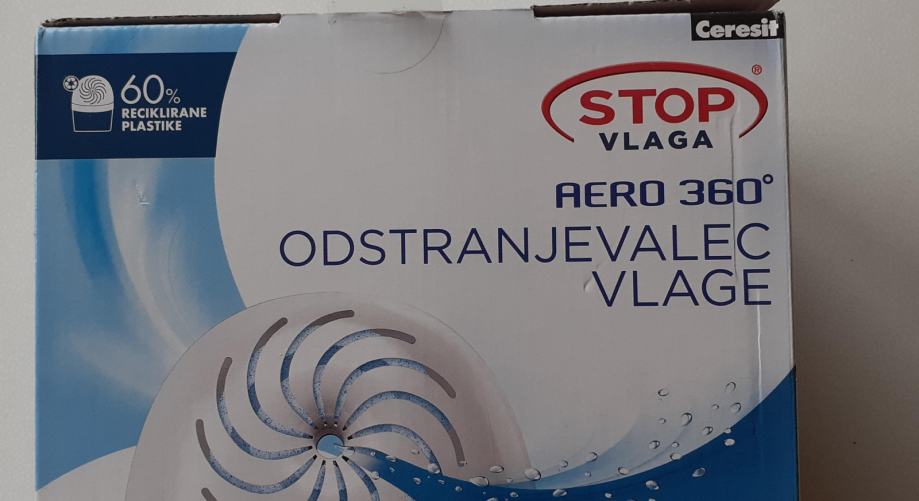 Ceresit
60%
RECIKLIRANE
PLASTIKE
STOP®
VLAGA
AERO 360°
ODSTRANJEVALEC
VLAGE